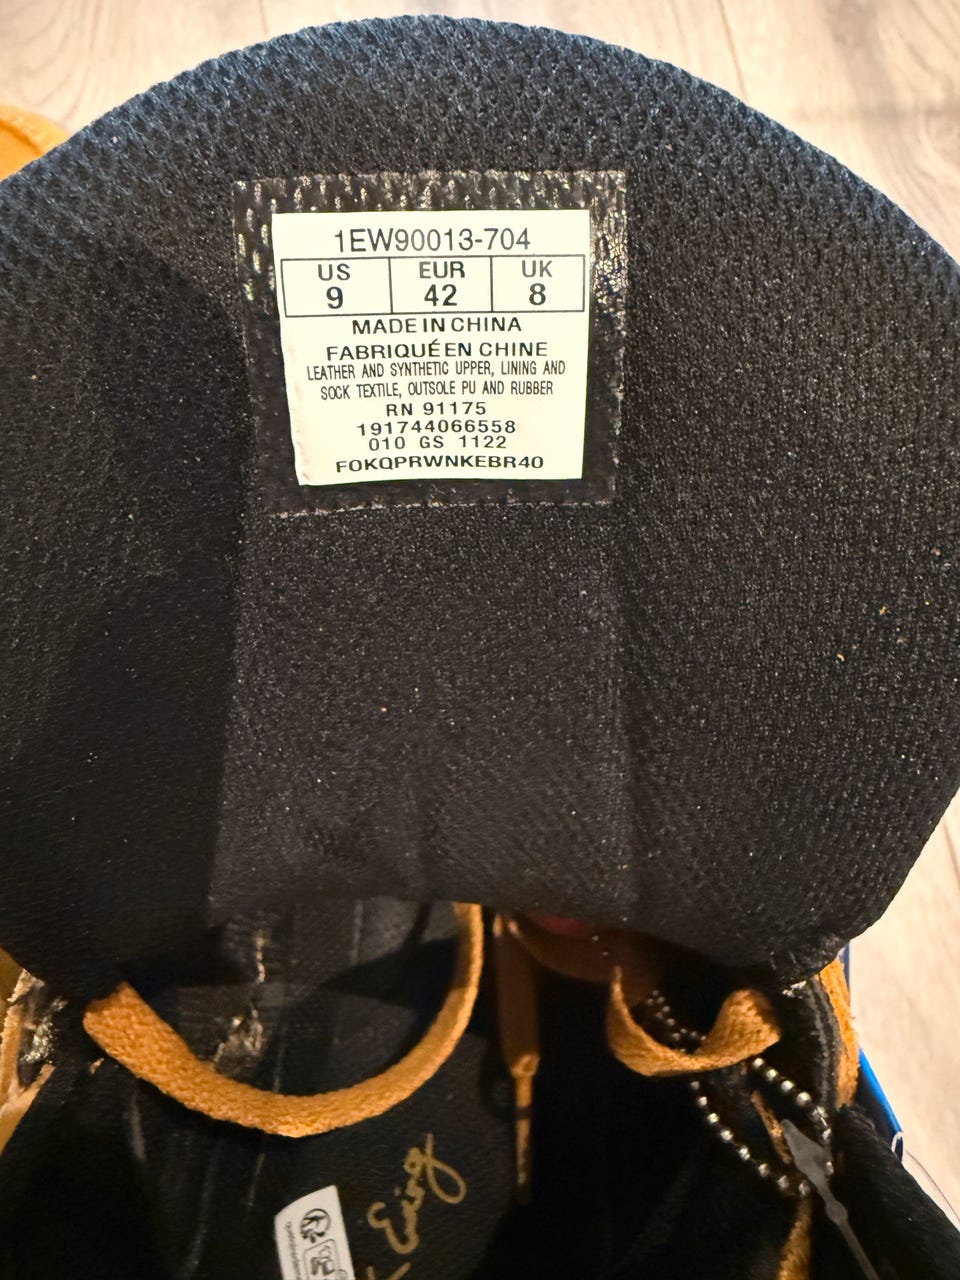 1EW90013-704
US EUR UK
9 42 8
MADE IN CHINA
FABRIQUÉ EN CHINE
LEATHER AND SYNTHETIC UPPER, LINING AND
SOCK TEXTILE, OUTSOLE PU AND RUBBER
RN 91175
191744066558
010 GS 1122
FOKQPRWNKEBR40
Ewing